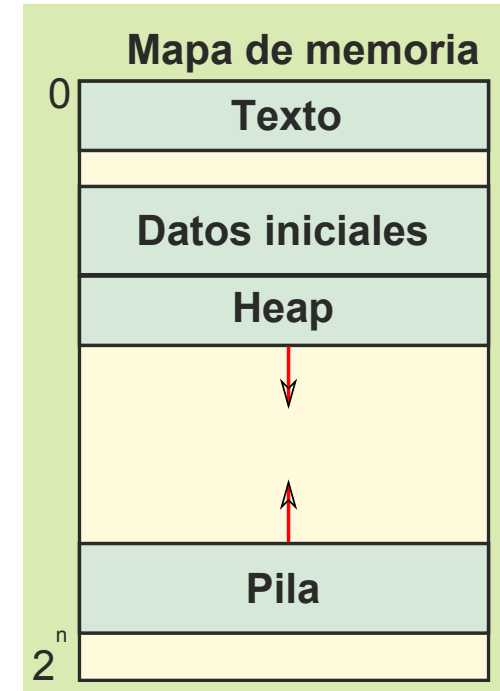 Mapa de memoria
0
Texto
Datos iniciales
Heap
Pila
2^n